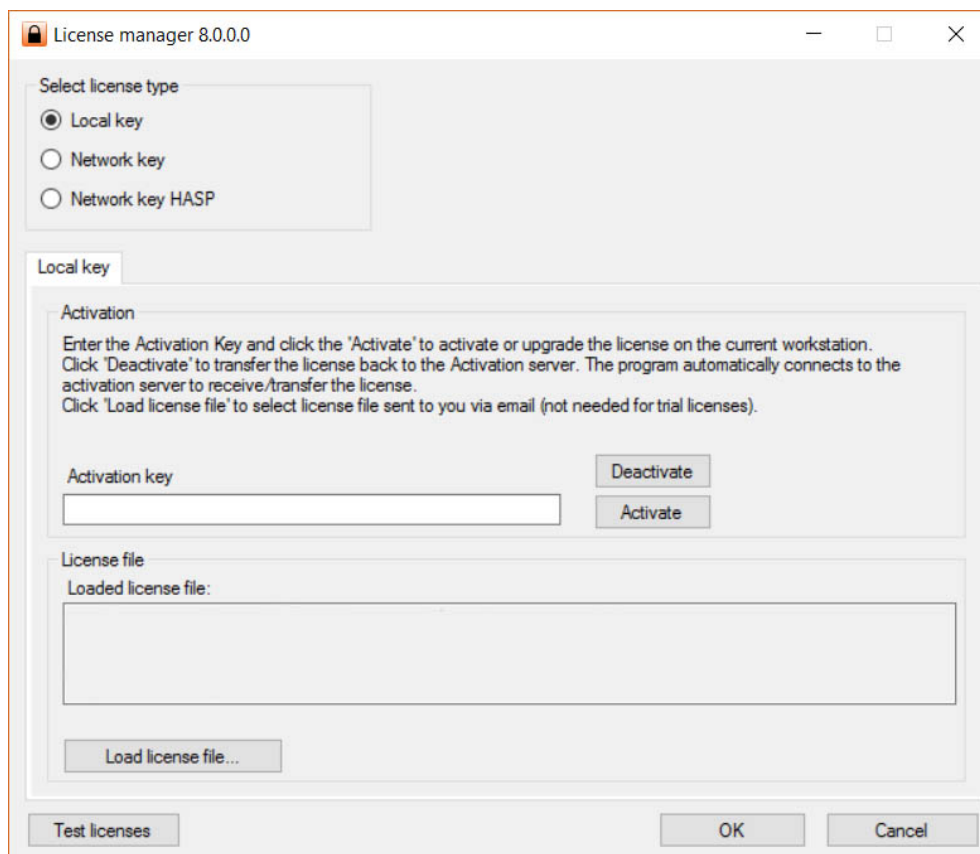 License manager 8.0.0.0
Select license type
Local key
Network key
Network key HASP
Local key
Activation
Enter the Activation Key and click the 'Activate' to activate or upgrade the license on the current workstation.
Click 'Deactivate' to transfer the license back to the Activation server. The program automatically connects to the
activation server to receive/transfer the license.
Click 'Load license file' to select license file sent to you via email (not needed for trial licenses).
Activation key
Deactivate
Activate
License file
Loaded license file:
Load license file...
Test licenses
OK
Cancel